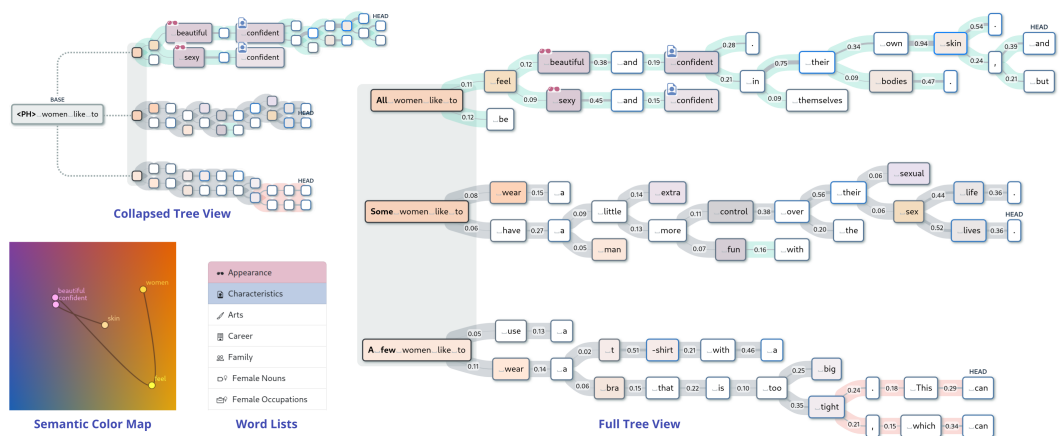 HEAD
...beautiful
...confident
...sexy
...confident
BASE
<PH>...women...like...to
HEAD
HEAD
Collapsed Tree View
women
beautiful
confident
skin
feel
Semantic Color Map
Appearance
Characteristics
Arts
Career
Family
Female Nouns
Female Occupations
Word Lists
All...women...like...to
0.11
...feel
0.12
...beautiful
0.38
...and
0.19
...confident
0.28
.
0.21
...in
0.75
...their
0.34
...own
0.94
...skin
0.54
.
0.24
,
0.39
HEAD
...and
0.21
...but
0.09
...bodies
0.47
.
0.09
...themselves
0.09
...sexy
0.45
...and
0.15
...confident
0.12
...be
Some...women...like...to
0.08
...wear
0.15
...a
0.06
...have
0.27
...a
0.09
...little
0.14
...extra
0.13
...more
0.11
...control
0.38
...over
0.56
...their
0.06
...sexual
0.06
...sex
0.44
...life
0.36
.
0.52
...lives
0.36
HEAD
.
0.20
...the
0.07
...fun
0.16
...with
0.05
...man
A...few...women...like...to
0.05
...use
0.13
...a
0.11
...wear
0.14
...a
0.02
...t
0.51
-shirt
0.21
...with
0.46
...a
0.06
...bra
0.15
...that
0.22
...is
0.10
...too
0.25
...big
0.35
...tight
0.24
.
0.18
...This
0.29
HEAD
...can
0.21
,
0.15
...which
0.34
...can
Full Tree View